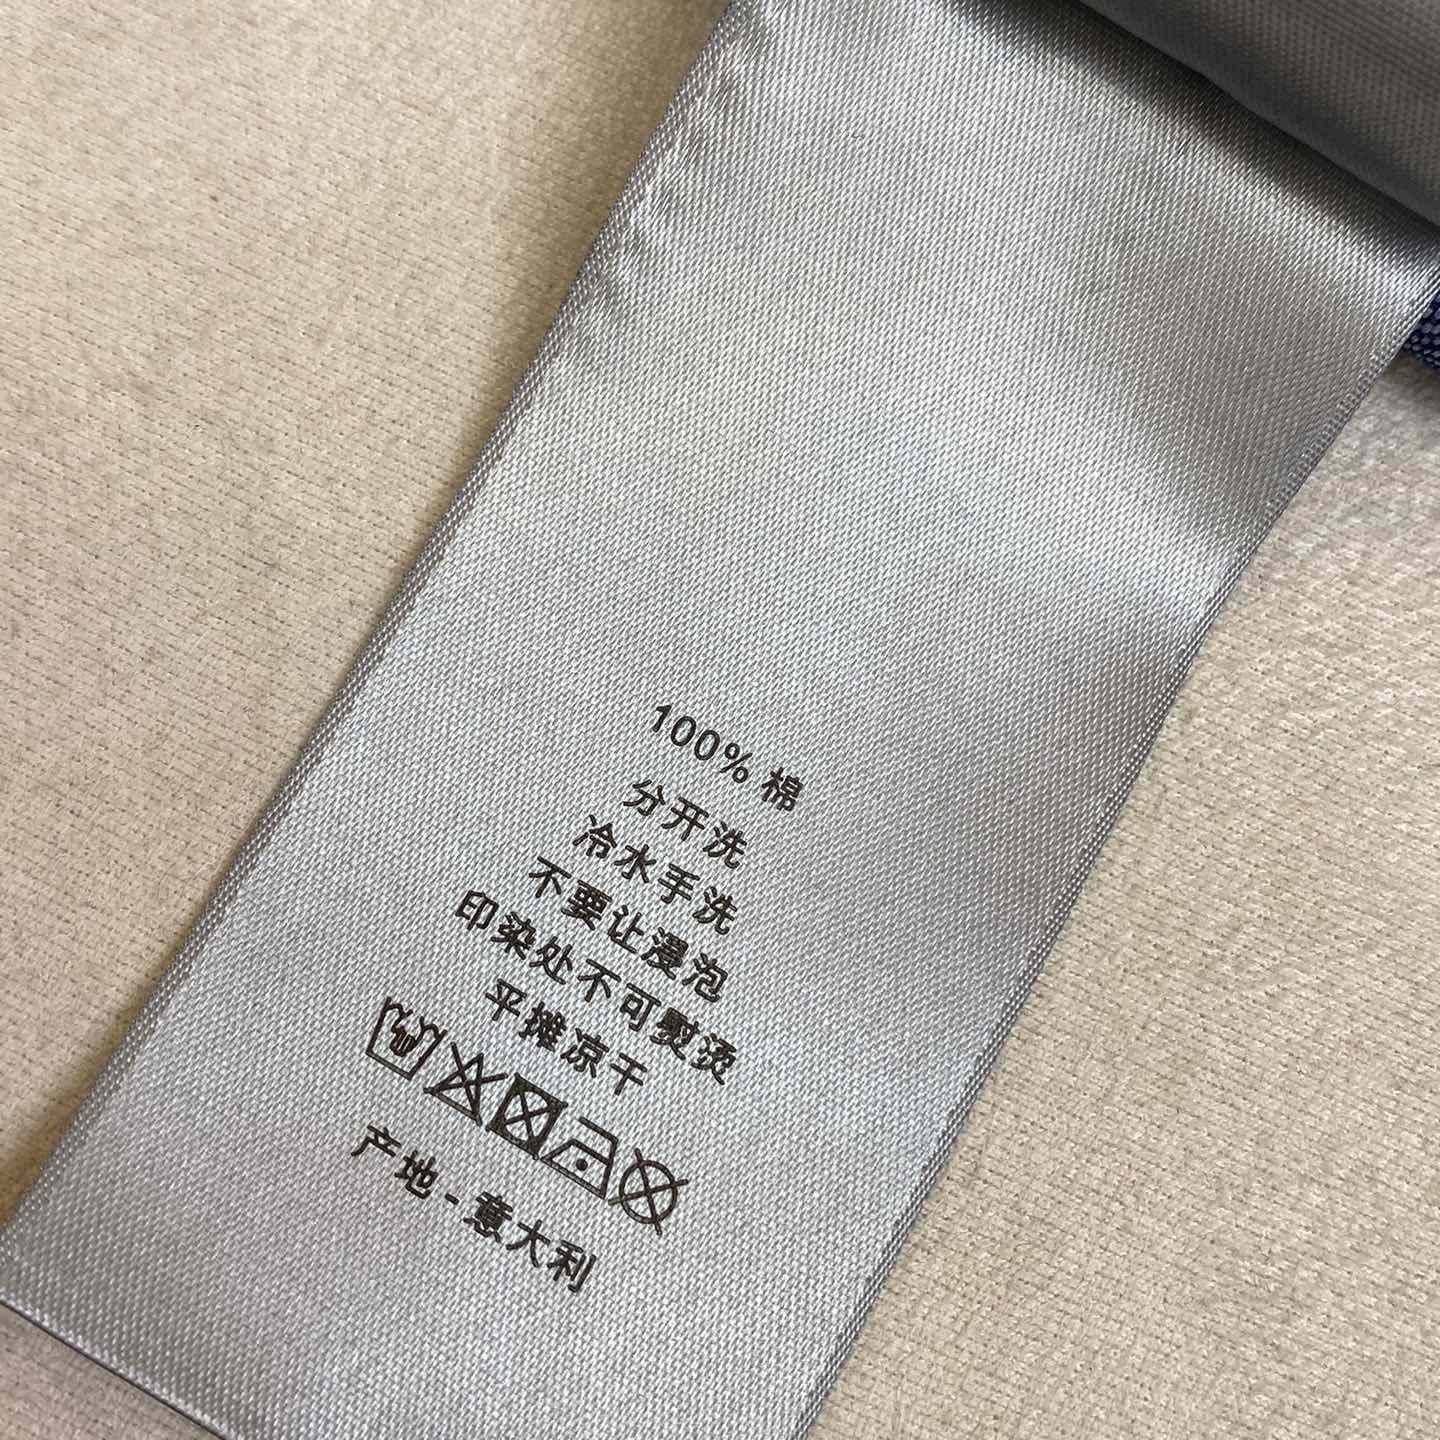 100% 棉
分开洗
冷水手洗
不要让浸泡
印染处不可熨烫
平摊凉干
产地-意大利